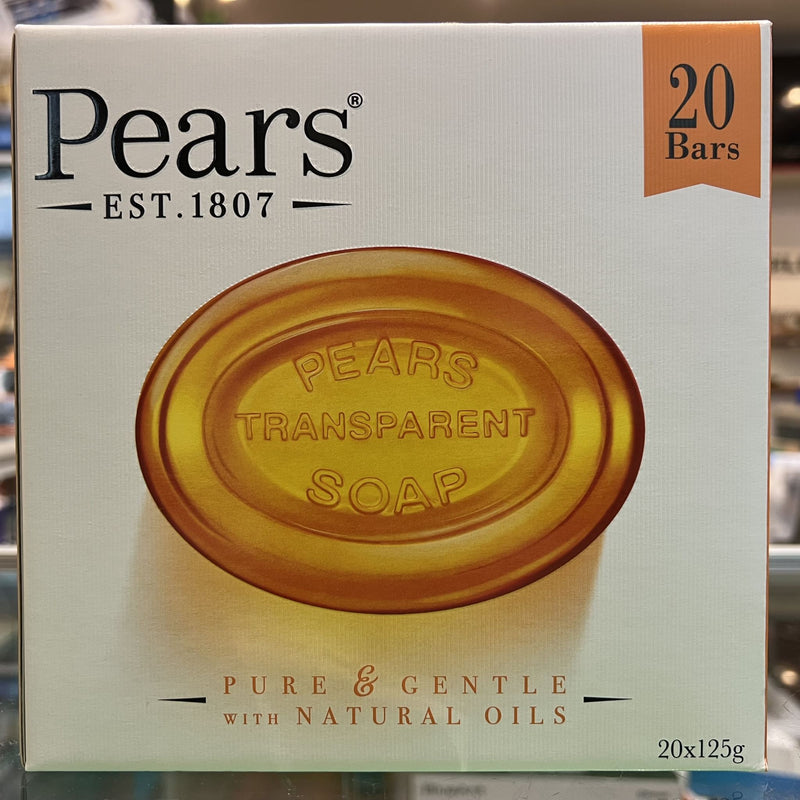 Pears®
EST.1807
20
Bars
PEARS
TRANSPARENT
SOAP
PURE & GENTLE
WITH NATURAL OILS
20x125g